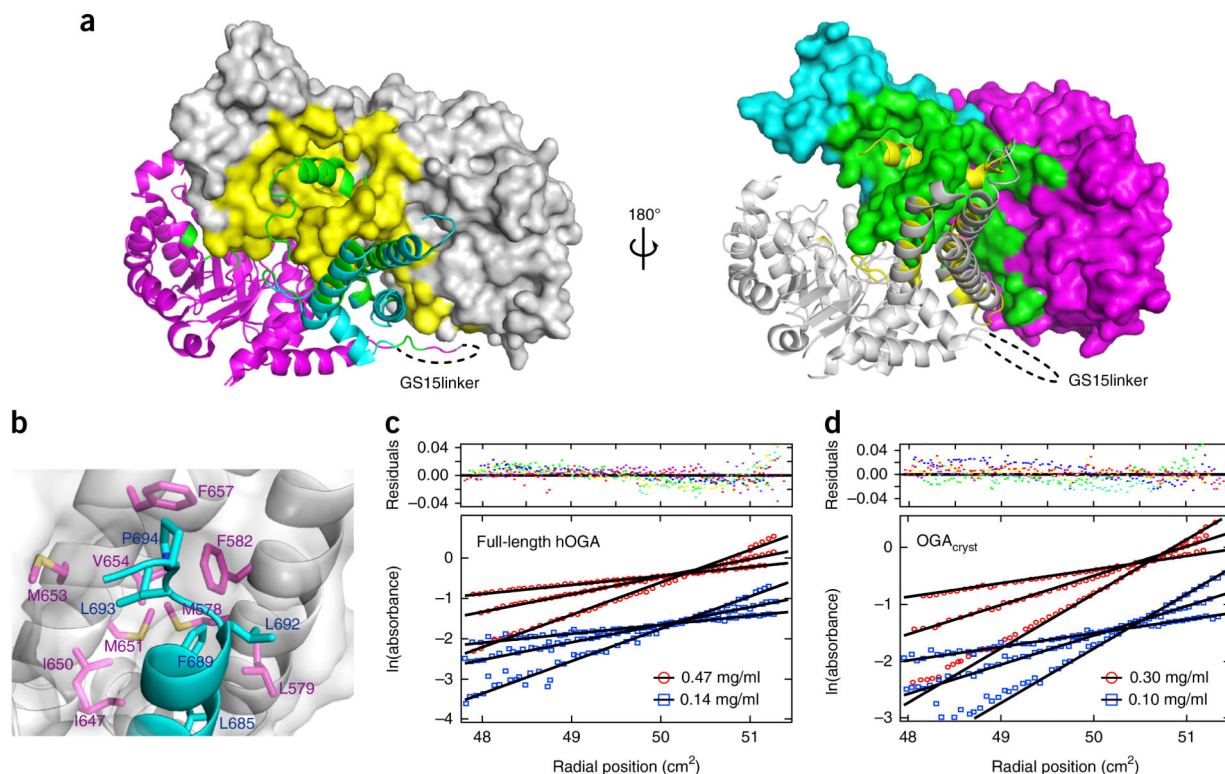 a
180°
GS15linker
GS15linker
b
F657
P694
F582
V654
M653
L693
M578
L692
M651
F689
I650
L579
I647
L685
c
Residuals
0.04
0.00
−0.04
Full-length hOGA
ln(absorbance)
0
−1
−2
−3
−4
0.47 mg/ml
0.14 mg/ml
48 49 50 51
Radial position (cm²)
d
Residuals
0.04
0.00
−0.04
OGAcryst
ln(absorbance)
0
−1
−2
−3
0.30 mg/ml
0.10 mg/ml
48 49 50 51
Radial position (cm²)